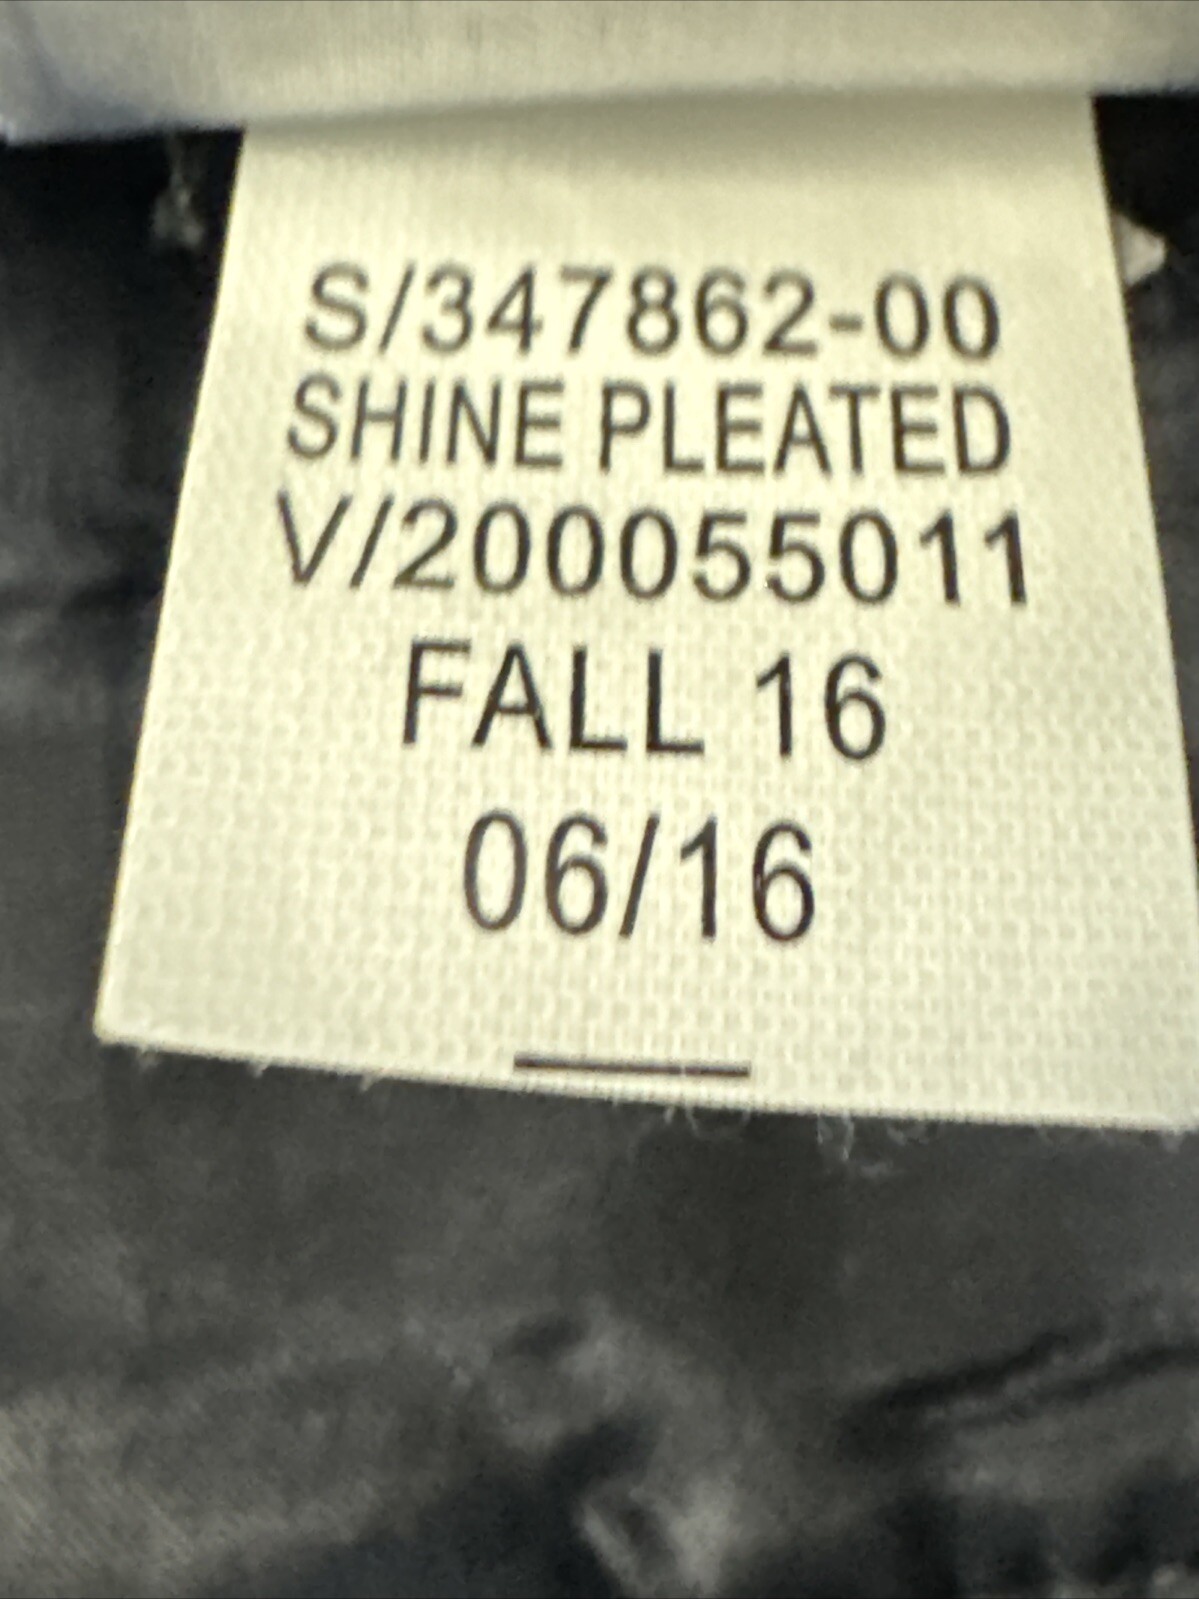 S/347862-00
SHINE PLEATED
V/200055011
FALL 16
06/16